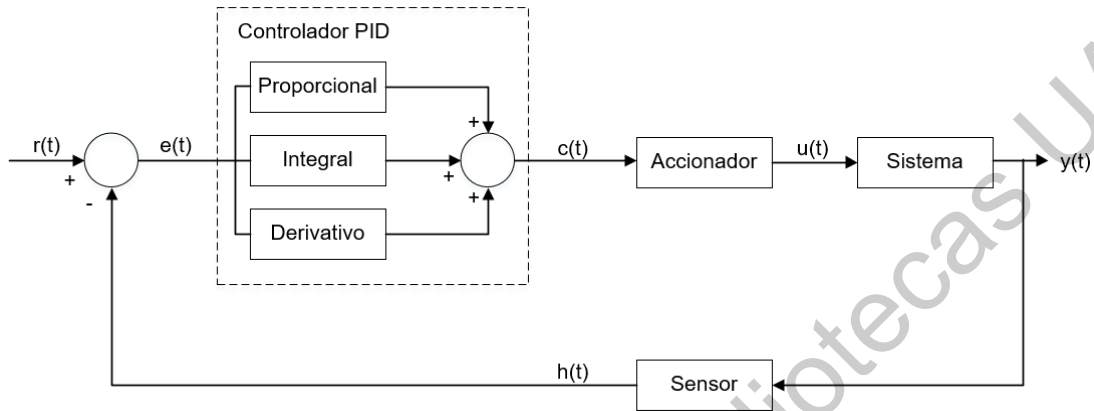 Controlador PID
Proporcional
+
r(t)
e(t)
Integral
c(t)
Accionador
u(t)
Sistema
y(t)
+
+
+
-
Derivativo
h(t)
Sensor